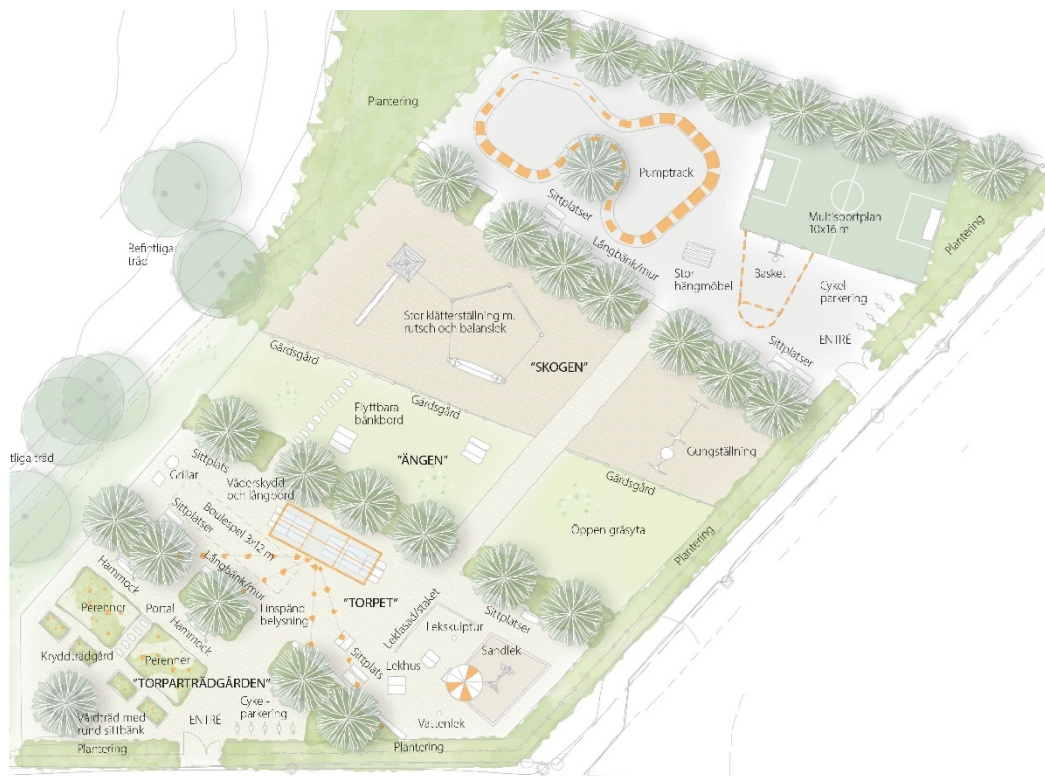 Plantering
Pumptrack
Sittplatser
Långbänk/mur
Stor
hängmöbel
Basket
Multisportplan
10x16 m
Plantering
Cykel
parkering
ENTRÉ
Sittplatser
Befintliga
träd
Stor klätterställning m.
rutsch och balanslek
"SKOGEN"
Gärdsgård
Gärdsgård
Gungställning
Gärdsgård
Flyttbara
bänkbord
"ÄNGEN"
Öppen gräsyta
Plantering
tliga träd
Sittplats
Grillar
Väderskydd
och långbord
Sittplatser
Boulespel 3x12 m
Långbänk/mur
Hammock
Perenner
Portal
Hammock
Linspänd
belysning
"TORPET"
Lekfasad/staket
Lekskulptur
Sittplatser
Sandlek
Lekhus
Sittplats
Kryddträdgård
Perenner
"TORPARTRÄDGÅRDEN"
Vårdträd med
rund sittbänk
ENTRÉ
Cykel-
parkering
Vattenlek
Plantering
Plantering